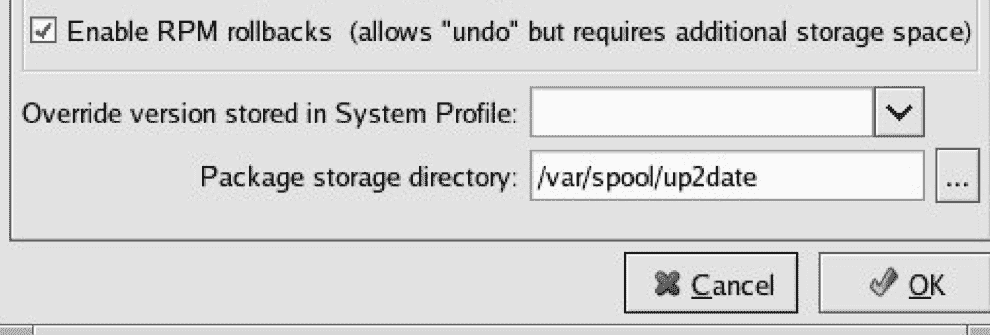 Enable RPM rollbacks (allows "undo" but requires additional storage space)
Override version stored in System Profile:
Package storage directory: /var/spool/up2date ...
Cancel OK